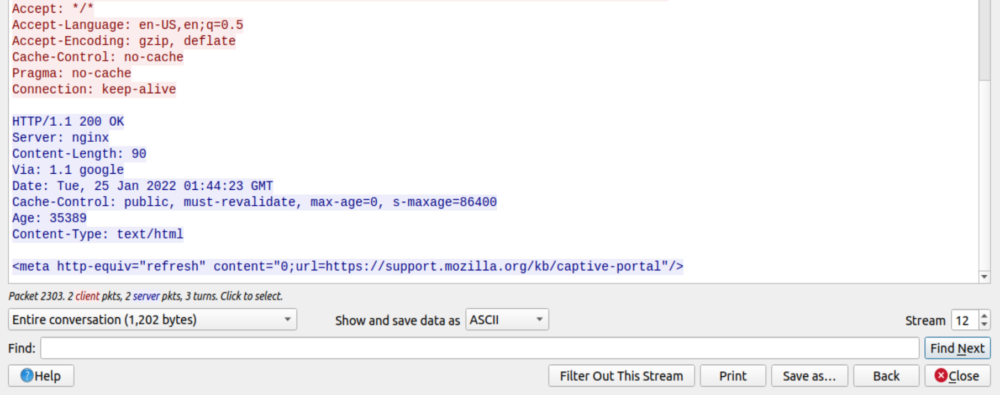 Accept: */*
Accept-Language: en-US,en;q=0.5
Accept-Encoding: gzip, deflate
Cache-Control: no-cache
Pragma: no-cache
Connection: keep-alive
HTTP/1.1 200 OK
Server: nginx
Content-Length: 90
Via: 1.1 google
Date: Tue, 25 Jan 2022 01:44:23 GMT
Cache-Control: public, must-revalidate, max-age=0, s-maxage=86400
Age: 35389
Content-Type: text/html
<meta http-equiv="refresh" content="0;url=https://support.mozilla.org/kb/captive-portal"/>
Packet 2303. 2 client pkts, 2 server pkts, 3 turns. Click to select.
Entire conversation (1,202 bytes) Show and save data as ASCII Stream 12
Find: Find Next
Help Filter Out This Stream Print Save as… Back Close